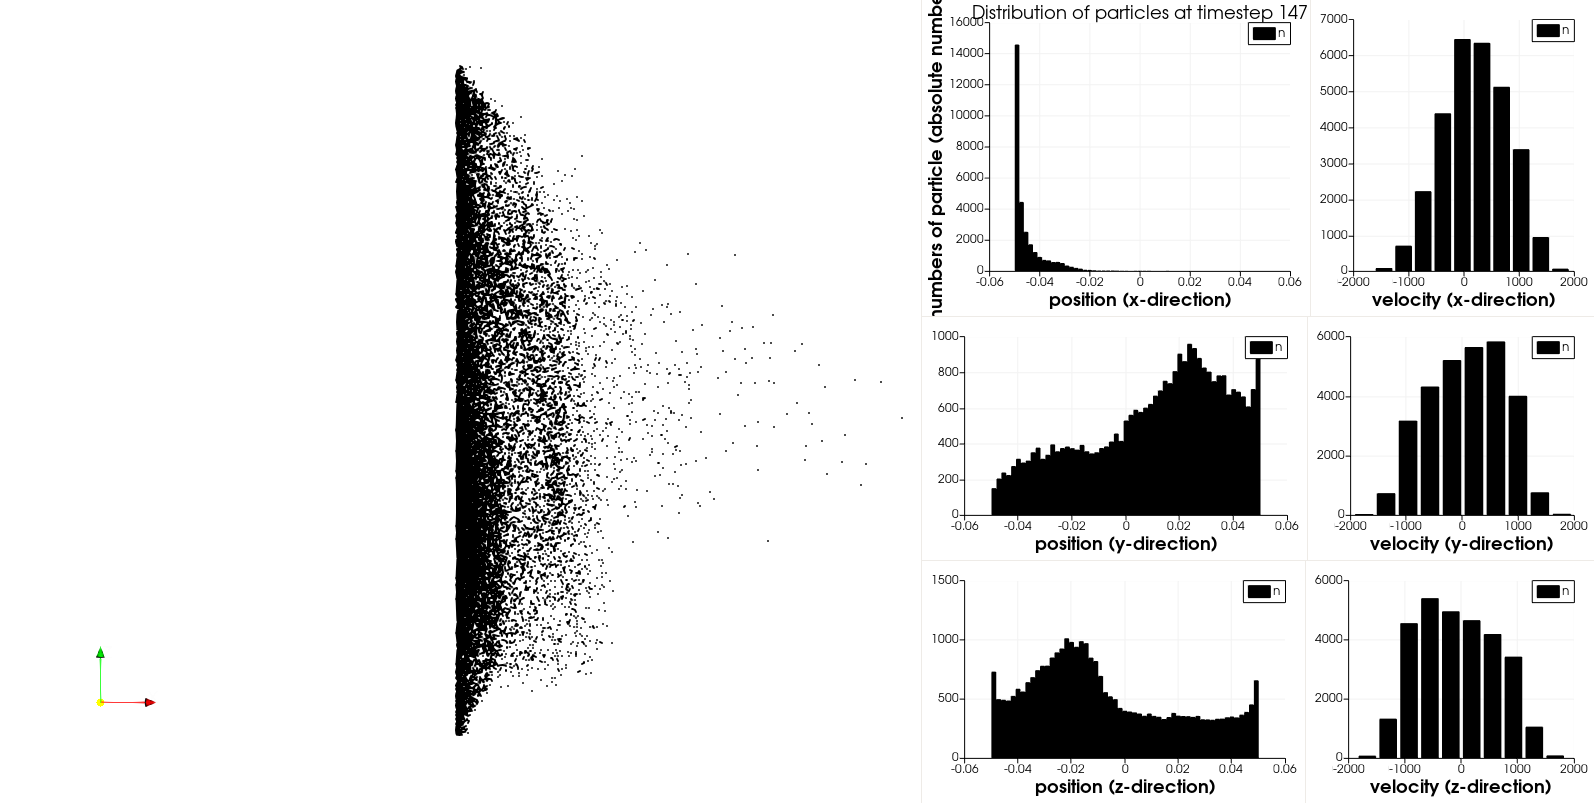 Distribution of particles at timestep 147
numbers of particle (absolute numbe
16000
14000
12000
10000
8000
6000
4000
2000
0
-0.06 -0.04 -0.02 0 0.02 0.04 0.06
position (x-direction)
n
7000
6000
5000
4000
3000
2000
1000
0
-2000 -1000 0 1000 2000
velocity (x-direction)
n
1000
800
600
400
200
0
-0.06 -0.04 -0.02 0 0.02 0.04 0.06
position (y-direction)
n
6000
4000
2000
0
-2000 -1000 0 1000 2000
velocity (y-direction)
n
1500
1000
500
0
-0.06 -0.04 -0.02 0 0.02 0.04 0.06
position (z-direction)
n
6000
4000
2000
0
-2000 -1000 0 1000 2000
velocity (z-direction)
n